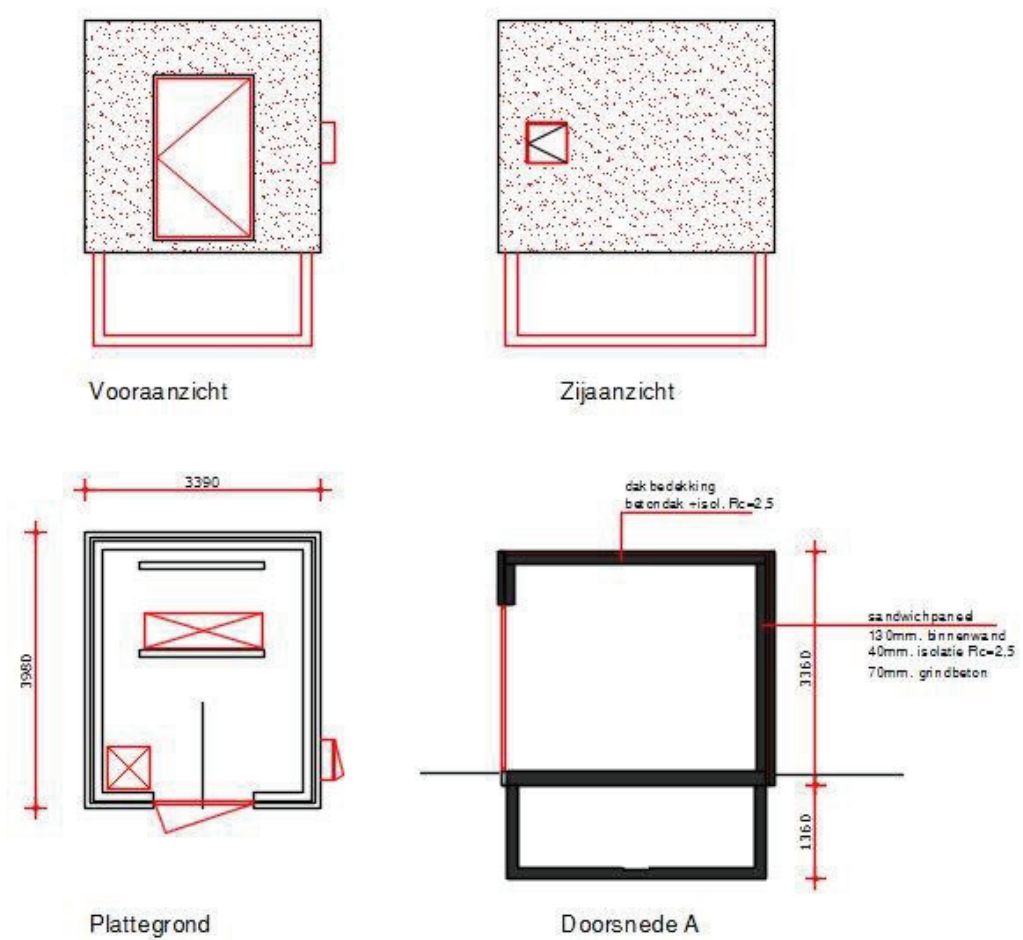 Vooraanzicht
Zijaanzicht
3390
3980
Plattegrond
dakbedekking
betondak +isol. Rc=2,5
sandwichpaneel
130mm. binnenwand
40mm. isolatie Rc=2,5
70mm. grindbeton
3360
1360
Doorsnede A